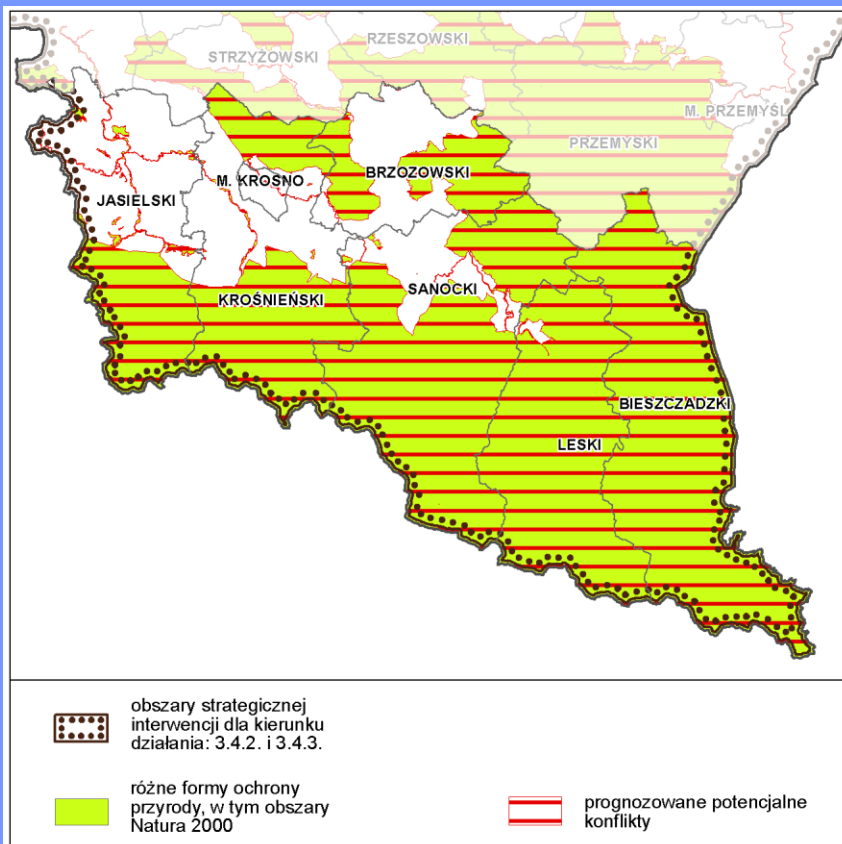 RZESZOWSKI
STRZYŻOWSKI
M. PRZEMYŚL
PRZEMYSKI
BRZOZOWSKI
M. KROSNO
JASIELSKI
SANOCKI
KROŚNIEŃSKI
BIESZCZADZKI
LESKI
obszary strategicznej
interwencji dla kierunku
działania: 3.4.2. i 3.4.3.
różne formy ochrony
przyrody, w tym obszary
Natura 2000
prognozowane potencjalne
konflikty